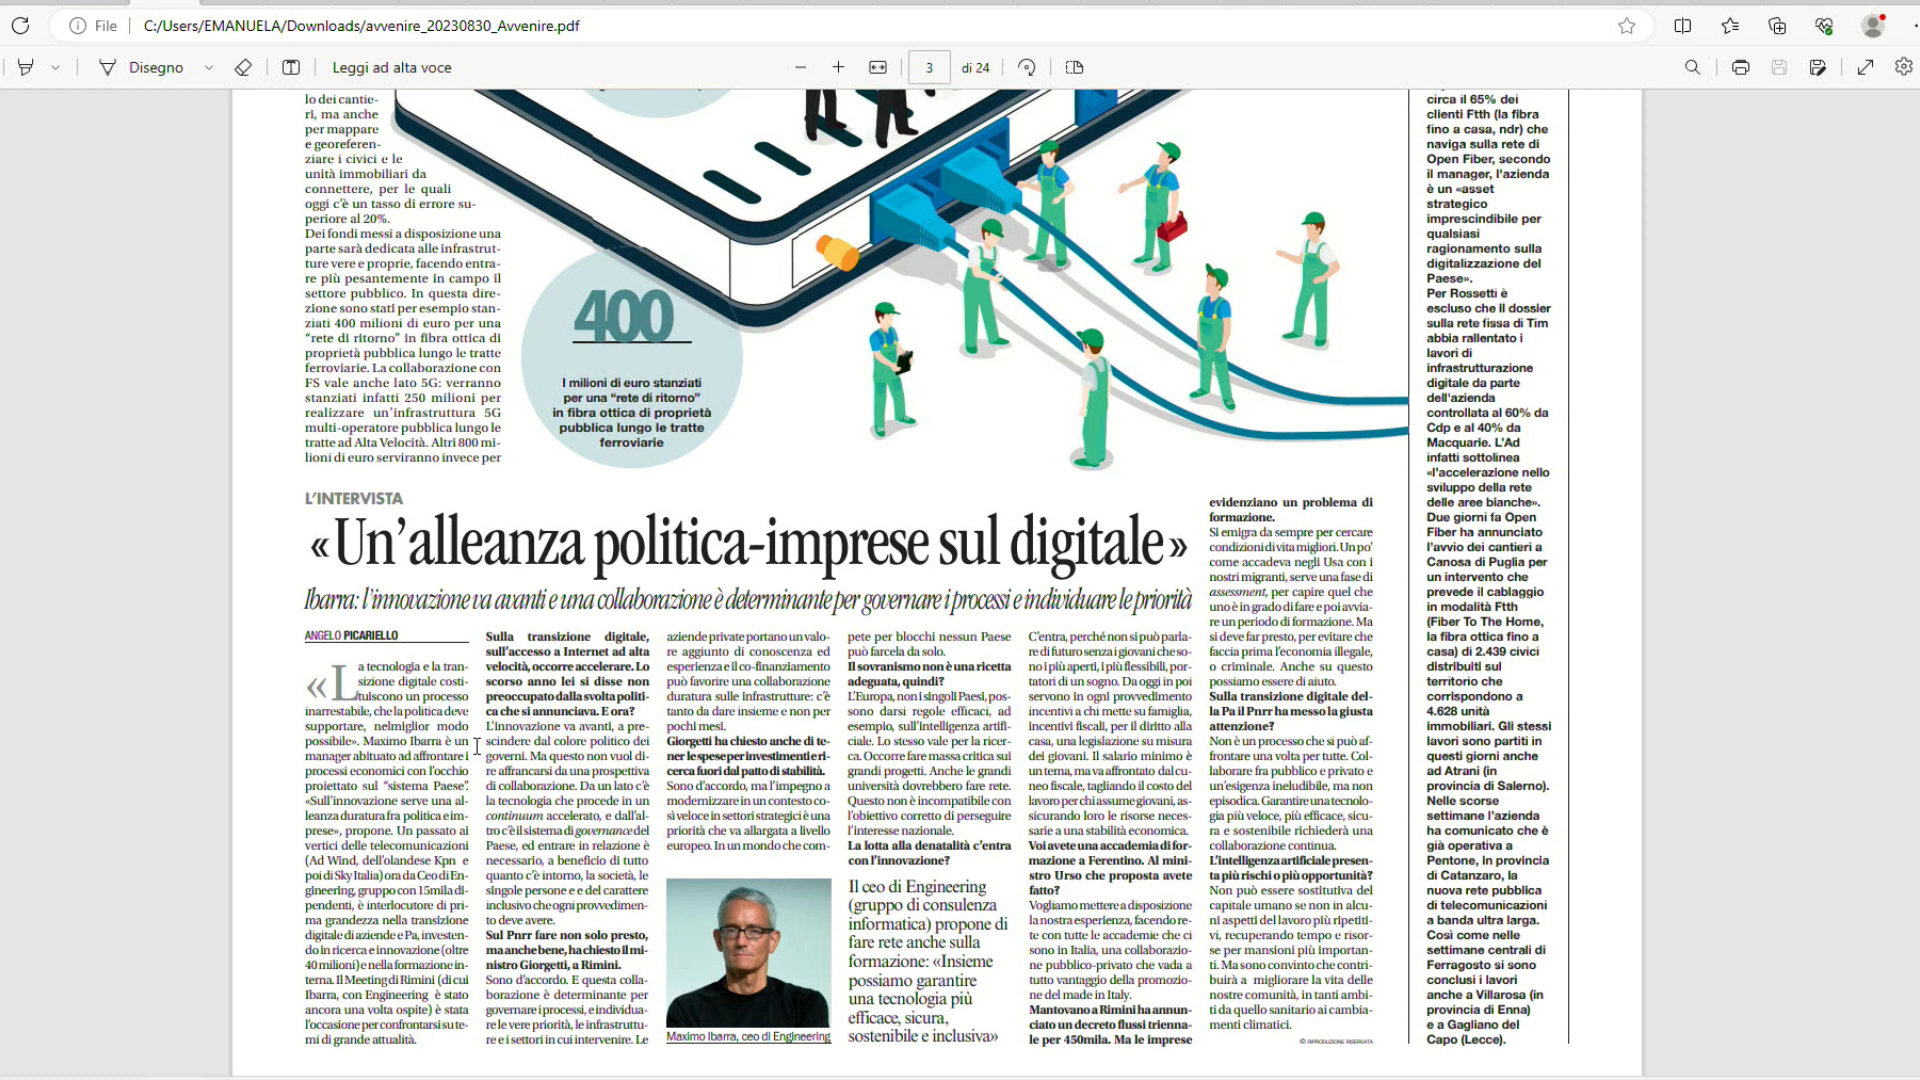 File
C:/Users/EMANUELA/Downloads/avvenire_20230830_Avvenire.pdf
Disegno
Leggi ad alta voce
3
di 24
lo dei cantie-
ri, ma anche
per mappare
e georeferen-
ziare i civici e le
unità immobiliari da
connettere, per le quali
oggi c'è un tasso di errore su-
periore al 20%.
Dei fondi messi a disposizione una
parte sarà dedicata alle infrastrut-
ture vere e proprie, facendo entra-
re più pesantemente in campo il
settore pubblico. In questa dire-
zione sono stati per esempio stan-
ziati 400 milioni di euro per una
“rete di ritorno” in fibra ottica di
proprietà pubblica lungo le tratte
ferroviarie. La collaborazione con
FS vale anche lato 5G: verranno
stanziati infatti 250 milioni per
realizzare un'infrastruttura 5G
multi-operatore pubblica lungo le
tratte ad Alta Velocità. Altri 800 mi-
lioni di euro serviranno invece per
400
I milioni di euro stanziati
per una “rete di ritorno”
in fibra ottica di proprietà
pubblica lungo le tratte
ferroviarie
L'INTERVISTA
«Un'alleanza politica-imprese sul digitale»
Ibarra: l'innovazione va avanti e una collaborazione è determinante per governare i processi e individuare le priorità
ANGELO PICARIELLO
«La tecnologia e la tran-
sizione digitale costi-
tuiscono un processo
inarrestabile, che la politica deve
supportare, nelmiglior modo
possibile». Maximo Ibarra è un
manager abituato ad affrontare i
processi economici con l'occhio
proiettato sul “sistema Paese”.
«Sull'innovazione serve una al-
leanza duratura fra politica e im-
prese», propone. Un passato ai
vertici delle telecomunicazioni
(Ad Wind, dell'olandese Kpn e
poi di Sky Italia) ora da Ceo di En-
gineering, gruppo con 15mila di-
pendenti, è interlocutore di pri-
ma grandezza nella transizione
digitale di aziende e Pa, investen-
do in ricerca e innovazione (oltre
40 milioni) e nella formazione in-
terna. Il Meeting di Rimini (di cui
Ibarra, con Engineering è stato
ancora una volta ospite) è stata
l'occasione per confrontarsi su te-
mi di grande attualità.
Sulla transizione digitale,
sull'accesso a Internet ad alta
velocità, occorre accelerare. Lo
scorso anno lei si disse non
preoccupato dalla svolta politi-
ca che si annunciava. E ora?
L'innovazione va avanti, a pre-
scindere dal colore politico dei
governi. Ma questo non vuol di-
re affrancarsi da una prospettiva
di collaborazione. Da un lato c'è
la tecnologia che procede in un
continuum accelerato, e dall'al-
tro c'è il sistema di governance del
Paese, ed entrare in relazione è
necessario, a beneficio di tutto
quanto c'è intorno, la società, le
singole persone e e del carattere
inclusivo che ogni provvedimen-
to deve avere.
Sul Pnrr fare non solo presto,
ma anche bene, ha chiesto il mi-
nistro Giorgetti, a Rimini.
Sono d'accordo. E questa colla-
borazione è determinante per
governare i processi, e individua-
re le vere priorità, le infrastruttu-
re e i settori in cui intervenire. Le
aziende private portano un valo-
re aggiunto di conoscenza ed
esperienza e il co-finanziamento
può favorire una collaborazione
duratura sulle infrastrutture: c'è
tanto da dare insieme e non per
pochi mesi.
Giorgetti ha chiesto anche di te-
ner le spese per investimenti e ri-
cerca fuori dal patto di stabilità.
Sono d'accordo, ma l'impegno a
modernizzare in un contesto co-
sì veloce in settori strategici è una
priorità che va allargata a livello
europeo. In un mondo che com-
Maximo Ibarra, ceo di Engineering
pete per blocchi nessun Paese
può farcela da solo.
Il sovranismo non è una ricetta
adeguata, quindi?
L'Europa, non i singoli Paesi, pos-
sono darsi regole efficaci, ad
esempio, sull'intelligenza artifi-
ciale. Lo stesso vale per la ricer-
ca. Occorre fare massa critica sui
grandi progetti. Anche le grandi
università dovrebbero fare rete.
Questo non è incompatibile con
l'obiettivo corretto di perseguire
l'interesse nazionale.
La lotta alla denatalità c'entra
con l'innovazione?
Il ceo di Engineering
(gruppo di consulenza
informatica) propone di
fare rete anche sulla
formazione: «Insieme
possiamo garantire
una tecnologia più
efficace, sicura,
sostenibile e inclusiva»
C'entra, perché non si può parla-
re di futuro senza i giovani che so-
no i più aperti, i più flessibili, por-
tatori di un sogno. Da oggi in poi
servono in ogni provvedimento
incentivi a chi mette su famiglia,
incentivi fiscali, per il diritto alla
casa, una legislazione su misura
dei giovani. Il salario minimo è
un tema, ma va affrontato dal cu-
neo fiscale, tagliando il costo del
lavoro per chi assume giovani, as-
sicurando loro le risorse neces-
sarie a una stabilità economica.
Voi avete una accademia di for-
mazione a Ferentino. Al mini-
stro Urso che proposta avete
fatto?
Vogliamo mettere a disposizione
la nostra esperienza, facendo re-
te con tutte le accademie che ci
sono in Italia, una collaborazio-
ne pubblico-privato che vada a
tutto vantaggio della promozio-
ne del made in Italy.
Mantovano a Rimini ha annun-
ciato un decreto flussi trienna-
le per 450mila. Ma le imprese
evidenziano un problema di
formazione.
Si emigra da sempre per cercare
condizioni di vita migliori. Un po'
come accadeva negli Usa con i
nostri migranti, serve una fase di
assessment, per capire quel che
uno è in grado di fare e poi avvia-
re un periodo di formazione. Ma
si deve far presto, per evitare che
faccia prima l'economia illegale,
o criminale. Anche su questo
possiamo essere di aiuto.
Sulla transizione digitale del-
la Pa il Pnrr ha messo la giusta
attenzione?
Non è un processo che si può af-
frontare una volta per tutte. Col-
laborare fra pubblico e privato e
un'esigenza ineludibile, ma non
episodica. Garantire una tecnolo-
gia più veloce, più efficace, sicu-
ra e sostenibile richiederà una
collaborazione continua.
L'intelligenza artificiale presen-
ta più rischi o più opportunità?
Non può essere sostitutiva del
capitale umano se non in alcu-
ni aspetti del lavoro più ripetiti-
vi, recuperando tempo e risor-
se per mansioni più importan-
ti. Ma sono convinto che contri-
buirà a migliorare la vita delle
nostre comunità, in tanti ambi-
ti da quello sanitario ai cambia-
menti climatici.
© RIPRODUZIONE RISERVATA
circa il 65% dei
clienti Ftth (la fibra
fino a casa, ndr) che
naviga sulla rete di
Open Fiber, secondo
il manager, l'azienda
è un «asset
strategico
imprescindibile per
qualsiasi
ragionamento sulla
digitalizzazione del
Paese».
Per Rossetti è
escluso che il dossier
sulla rete fissa di Tim
abbia rallentato i
lavori di
infrastrutturazione
digitale da parte
dell'azienda
controllata al 60% da
Cdp e al 40% da
Macquarie. L'Ad
infatti sottolinea
«l'accelerazione nello
sviluppo della rete
delle aree bianche».
Due giorni fa Open
Fiber ha annunciato
l'avvio dei cantieri a
Canosa di Puglia per
un intervento che
prevede il cablaggio
in modalità Ftth
(Fiber To The Home,
la fibra ottica fino a
casa) di 2.439 civici
distribuiti sul
territorio che
corrispondono a
4.628 unità
immobiliari. Gli stessi
lavori sono partiti in
questi giorni anche
ad Atrani (in
provincia di Salerno).
Nelle scorse
settimane l'azienda
ha comunicato che è
già operativa a
Pentone, in provincia
di Catanzaro, la
nuova rete pubblica
di telecomunicazioni
a banda ultra larga.
Così come nelle
settimane centrali di
Ferragosto si sono
conclusi i lavori
anche a Villarosa (in
provincia di Enna)
e a Gagliano del
Capo (Lecce).